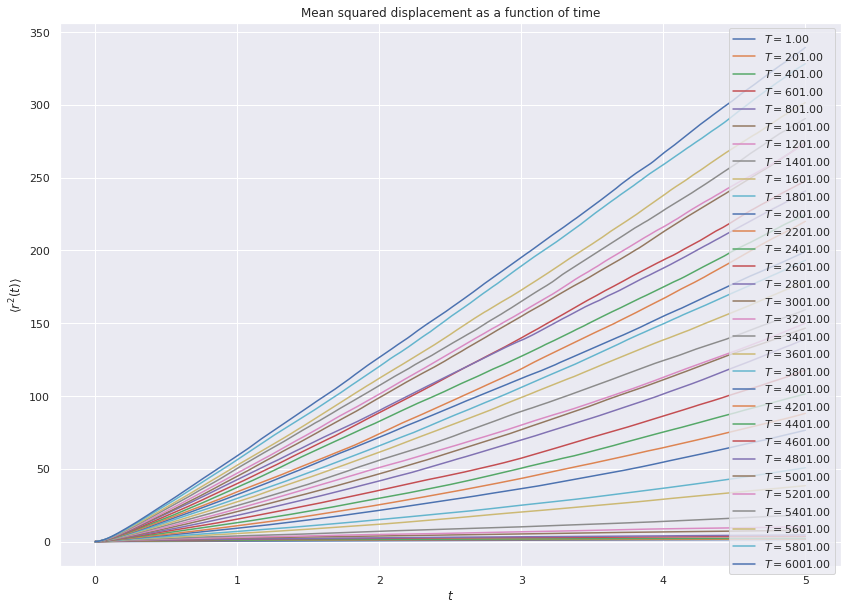 Mean squared displacement as a function of time
350
300
250
200
150
100
50
0
⟨r²(t)⟩
0
1
2
3
4
5
t
T = 1.00
T = 201.00
T = 401.00
T = 601.00
T = 801.00
T = 1001.00
T = 1201.00
T = 1401.00
T = 1601.00
T = 1801.00
T = 2001.00
T = 2201.00
T = 2401.00
T = 2601.00
T = 2801.00
T = 3001.00
T = 3201.00
T = 3401.00
T = 3601.00
T = 3801.00
T = 4001.00
T = 4201.00
T = 4401.00
T = 4601.00
T = 4801.00
T = 5001.00
T = 5201.00
T = 5401.00
T = 5601.00
T = 5801.00
T = 6001.00